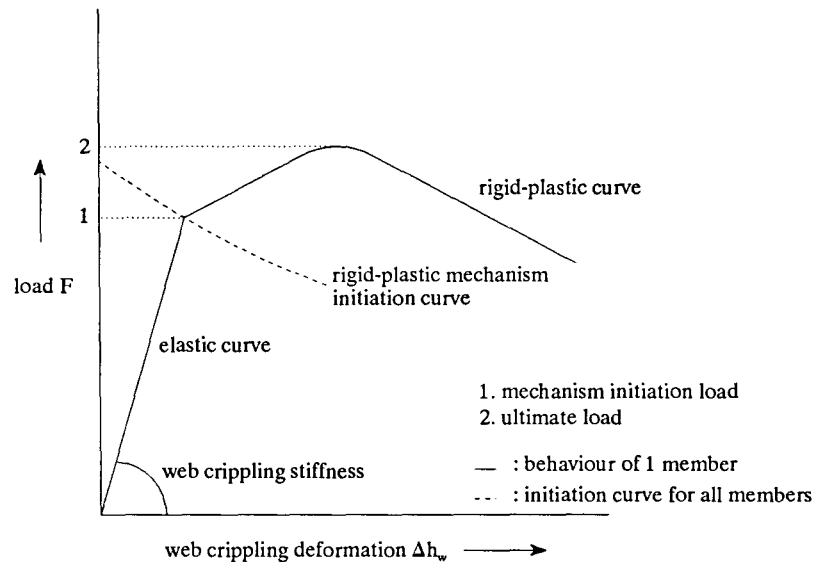 2
rigid-plastic curve
1
load F
rigid-plastic mechanism
initiation curve
elastic curve
1. mechanism initiation load
2. ultimate load
web crippling stiffness
— : behaviour of 1 member
--- : initiation curve for all members
web crippling deformation Δh_w